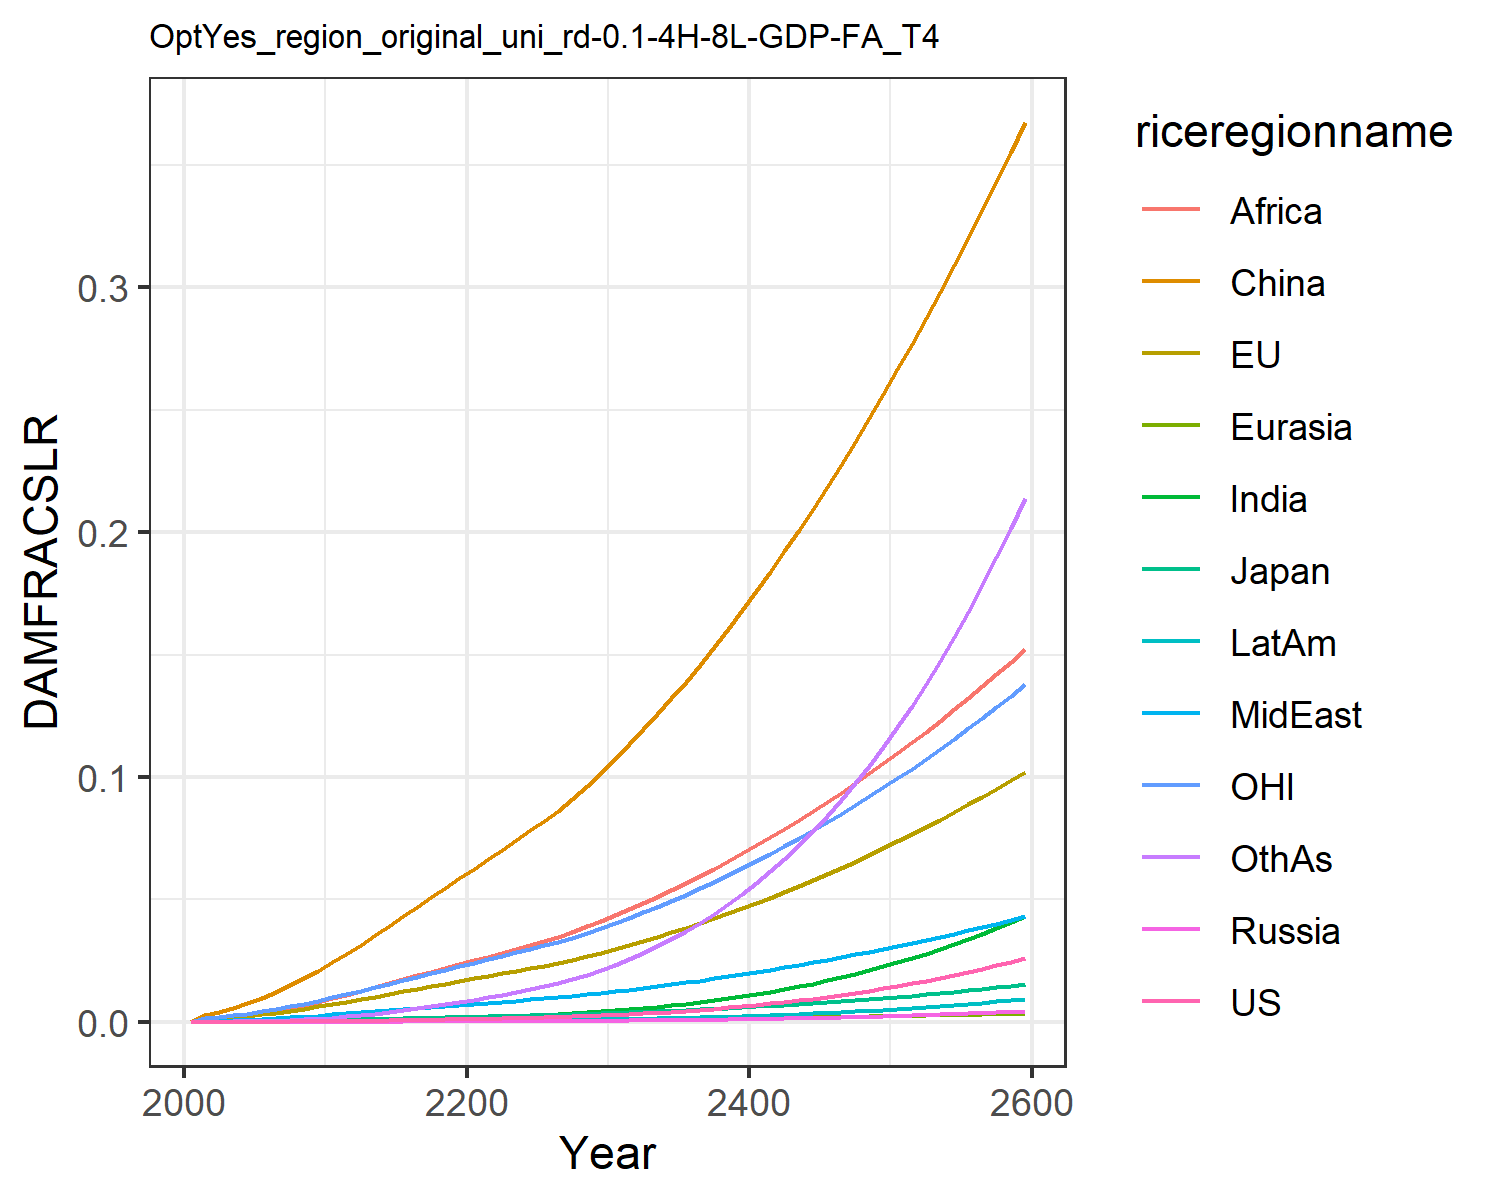 OptYes_region_original_uni_rd-0.1-4H-8L-GDP-FA_T4
DAMFRACSLR
0.3
0.2
0.1
0.0
2000 2200 2400 2600
Year
riceregionname
Africa
China
EU
Eurasia
India
Japan
LatAm
MidEast
OHI
OthAs
Russia
US